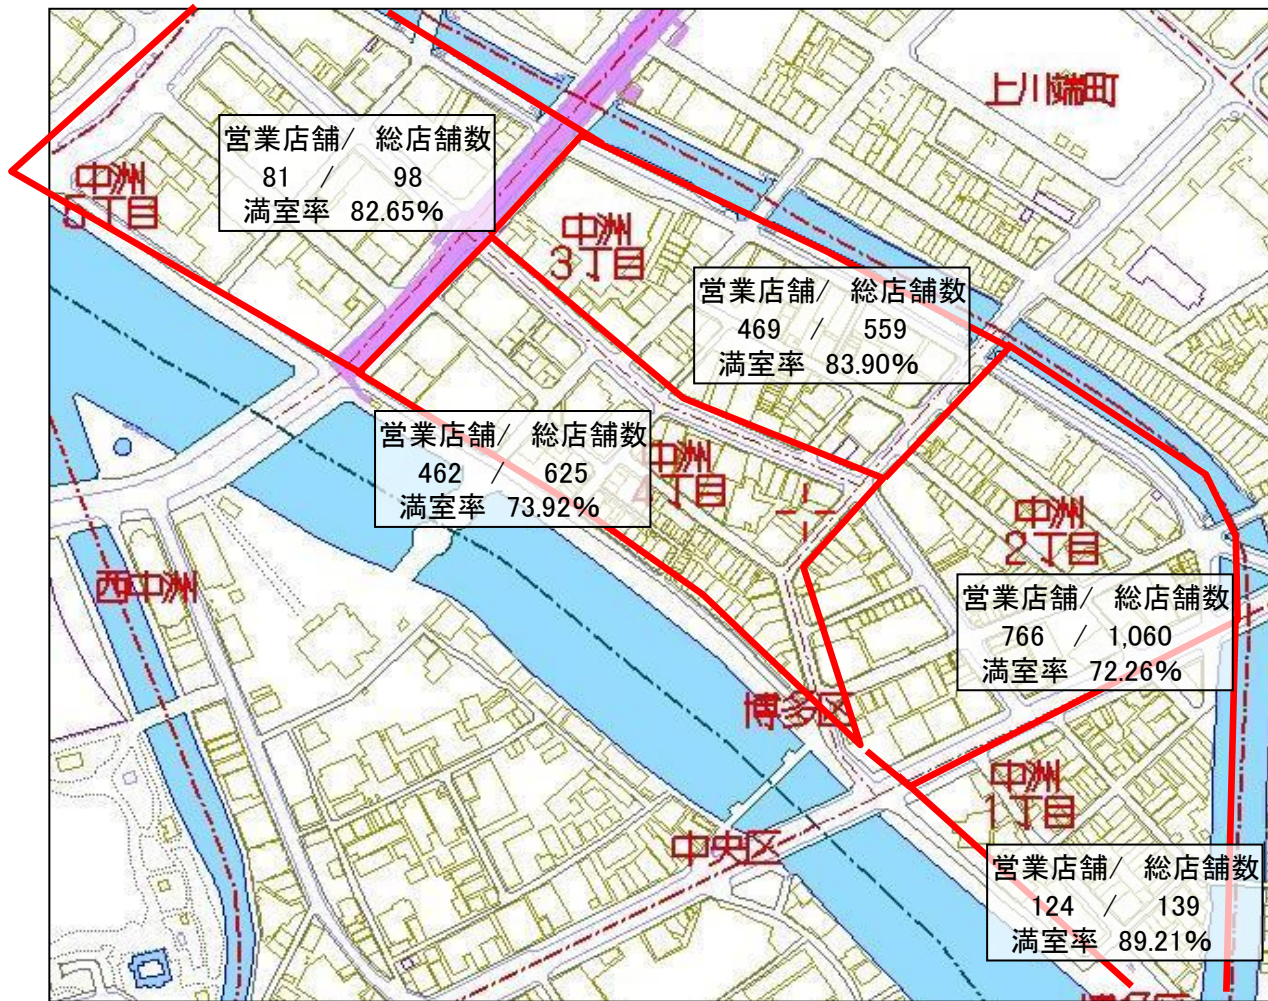 上川端町
営業店舗/ 総店舗数
81 / 98
満室率 82.65%
中洲
5丁目
中洲
3丁目
営業店舗/ 総店舗数
469 / 559
満室率 83.90%
営業店舗/ 総店舗数
462 / 625
満室率 73.92%
中洲
4丁目
中洲
2丁目
西中洲
営業店舗/ 総店舗数
766 / 1,060
満室率 72.26%
博多区
中洲
1丁目
中央区
営業店舗/ 総店舗数
124 / 139
満室率 89.21%
博多区